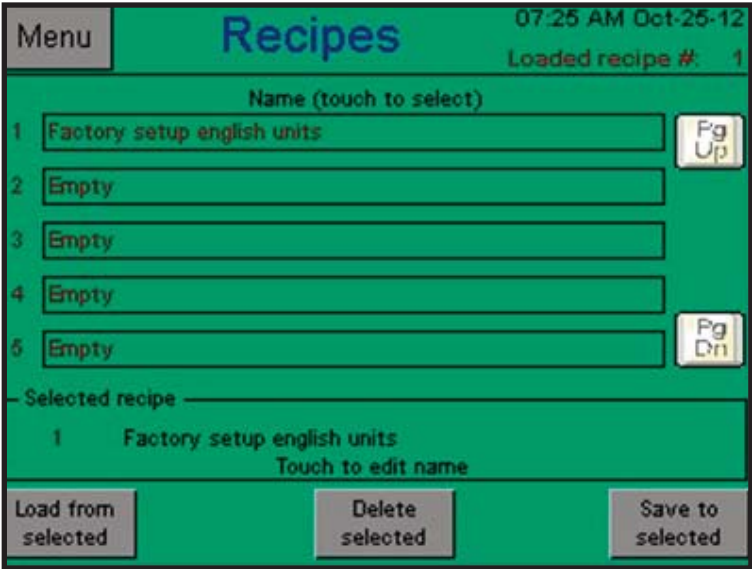 Menu
Recipes
07:25 AM Oct-25-12
Loaded recipe #: 1
Name (touch to select)
1 Factory setup english units
Pg
Up
2 Empty
3 Empty
4 Empty
5 Empty
Pg
Dn
Selected recipe
1 Factory setup english units
Touch to edit name
Load from
selected
Delete
selected
Save to
selected